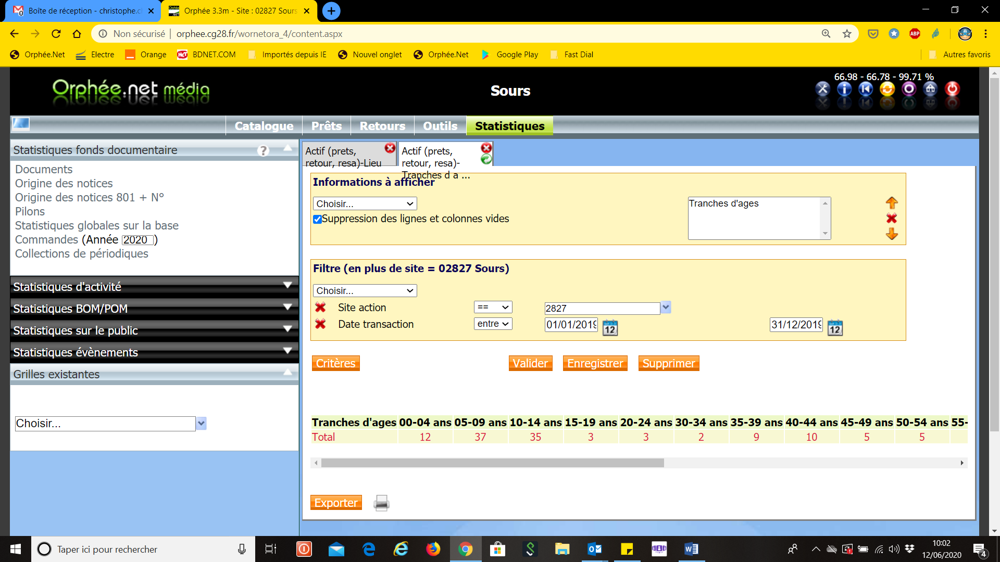 Boîte de réception - christophe.c
Orphée 3.3m - Site : 02827 Sours
Non sécurisé
orphee.cg28.fr/wornetora_4/content.aspx
ABP
Orphée.Net
Electre
Orange
BDNET.COM
Importés depuis IE
Nouvel onglet
Orphée.Net
Google Play
Fast Dial
Autres favoris
Orphée.net média
Sours
66.98 - 66.78 - 99.71 %
Catalogue
Prêts
Retours
Outils
Statistiques
Statistiques fonds documentaire
?
Documents
Origine des notices
Origine des notices 801 + N°
Pilons
Statistiques globales sur la base
Commandes (Année 2020)
Collections de périodiques
Statistiques d'activité
Statistiques BOM/POM
Statistiques sur le public
Statistiques évènements
Grilles existantes
Choisir...
Actif (prets,
retour, resa)-Lieu
Actif (prets,
retour, resa)-
Tranches d a ...
Informations à afficher
Choisir...
Suppression des lignes et colonnes vides
Tranches d'ages
Filtre (en plus de site = 02827 Sours)
Choisir...
Site action == 2827
Date transaction entre 01/01/2019 12 31/12/2019 12
Critères
Valider
Enregistrer
Supprimer
Tranches d'ages 00-04 ans 05-09 ans 10-14 ans 15-19 ans 20-24 ans 30-34 ans 35-39 ans 40-44 ans 45-49 ans 50-54 ans 55-
Total 12 37 35 3 3 2 9 10 5 5
Exporter
Taper ici pour rechercher
10:02
12/06/2020
4